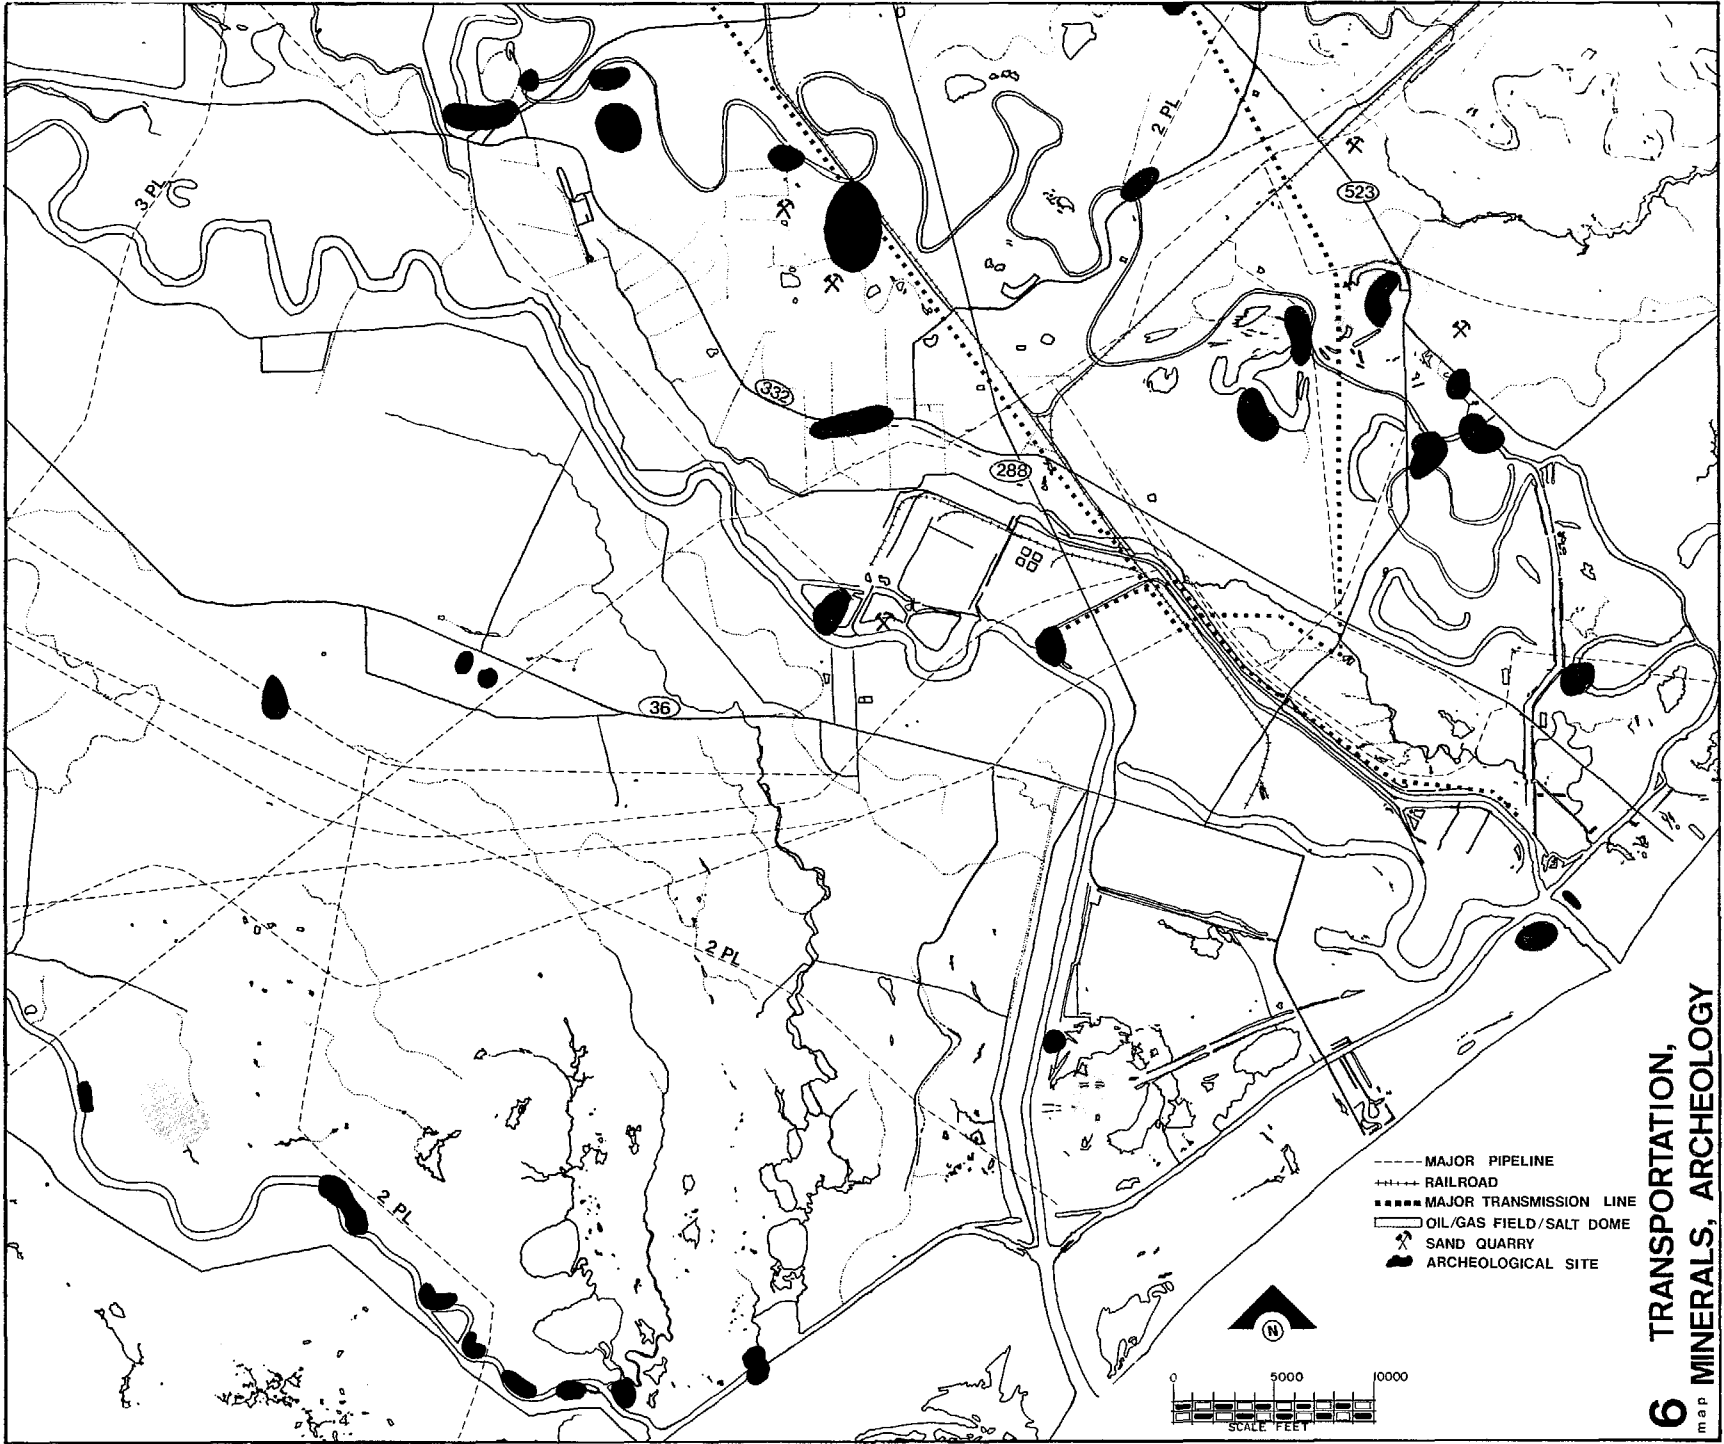 2 PL
523
3 PL
332
288
36
2 PL
2 PL
MAJOR PIPELINE
RAILROAD
MAJOR TRANSMISSION LINE
OIL/GAS FIELD/SALT DOME
SAND QUARRY
ARCHEOLOGICAL SITE
N
0 5000 10000
SCALE FEET
6 TRANSPORTATION,
map MINERALS, ARCHEOLOGY